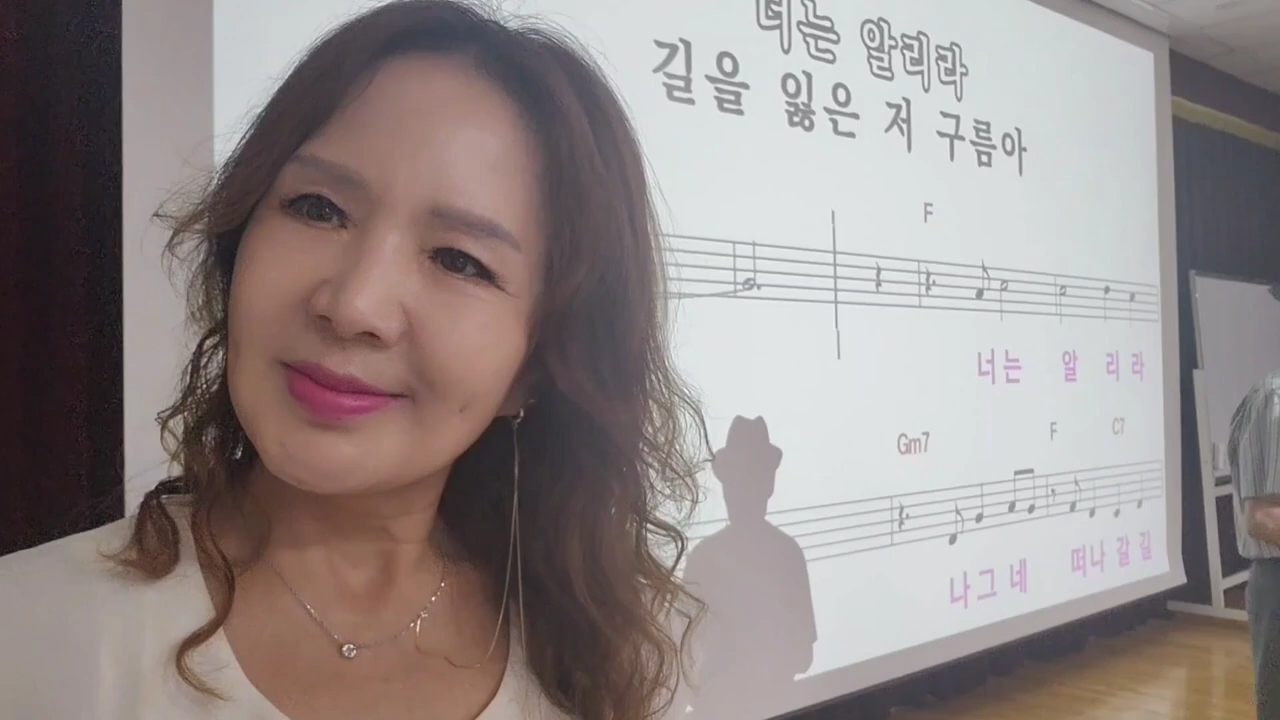 너는 알리라
길을 잃은 저 구름아
F
너는 알 리 라
Gm7 F C7
나 그 네 떠나 갈 길